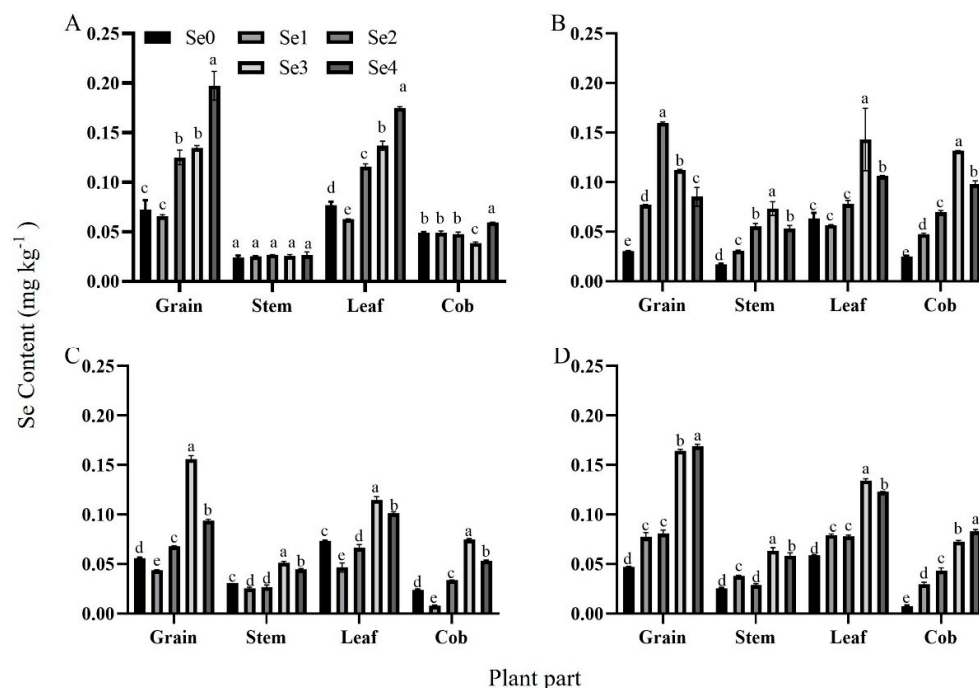 A
Se0 Se1 Se2
Se3 Se4
B
Se Content (mg kg-1)
0.25
0.20
0.15
0.10
0.05
0.00
c c b b a
a a a a a
d e c b a
b b b c a
Grain Stem Leaf Cob
0.25
0.20
0.15
0.10
0.05
0.00
e d a b c
d c b a b
c c c a b
e d c a b
Grain Stem Leaf Cob
C
0.25
0.20
0.15
0.10
0.05
0.00
d e c a b
c d d a b
c e d a b
d e c a b
Grain Stem Leaf Cob
D
0.25
0.20
0.15
0.10
0.05
0.00
d c c b a
d c d a b
d c c a b
e d c b a
Grain Stem Leaf Cob
Plant part